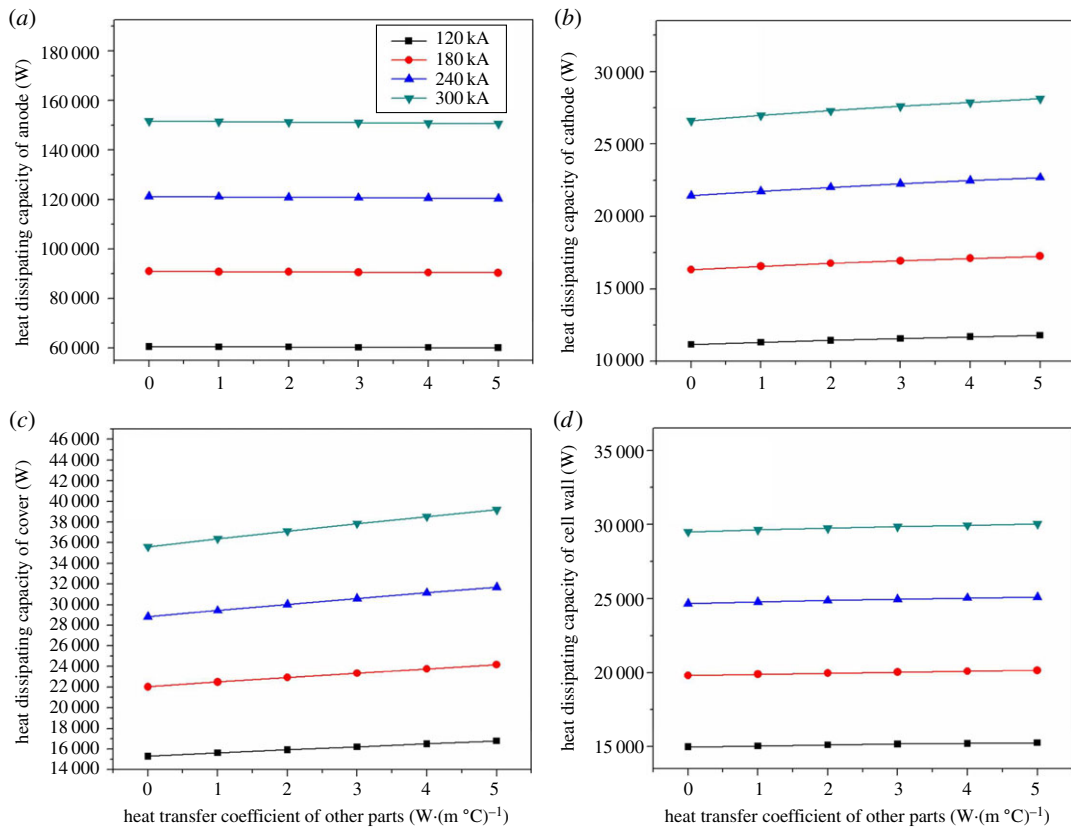 (a)
180 000
160 000
140 000
120 000
100 000
80 000
60 000
heat dissipating capacity of anode (W)
120 kA
180 kA
240 kA
300 kA
0 1 2 3 4 5
(b)
30 000
25 000
20 000
15 000
10 000
heat dissipating capacity of cathode (W)
0 1 2 3 4 5
(c)
46 000
44 000
42 000
40 000
38 000
36 000
34 000
32 000
30 000
28 000
26 000
24 000
22 000
20 000
18 000
16 000
14 000
heat dissipating capacity of cover (W)
0 1 2 3 4 5
heat transfer coefficient of other parts (W·(m °C)⁻¹)
(d)
35 000
30 000
25 000
20 000
15 000
heat dissipating capacity of cell wall (W)
0 1 2 3 4 5
heat transfer coefficient of other parts (W·(m °C)⁻¹)